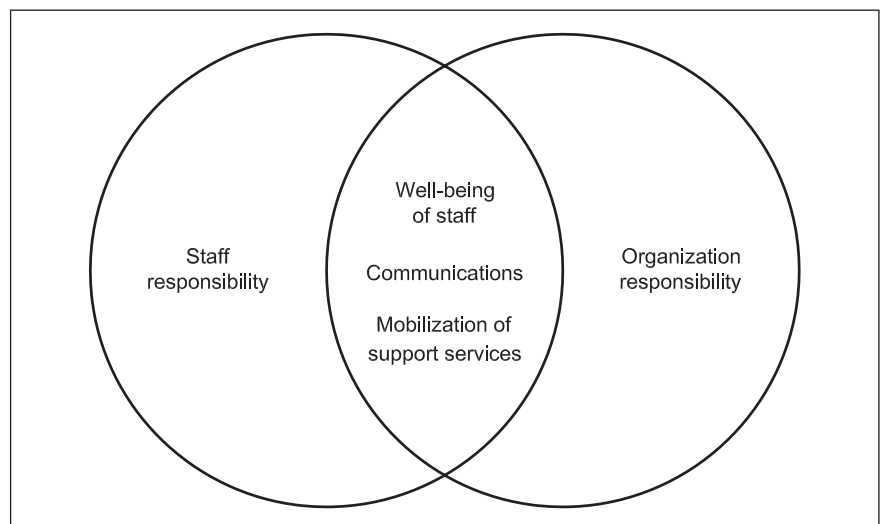 Staff
responsibility
Well-being
of staff
Communications
Mobilization of
support services
Organization
responsibility